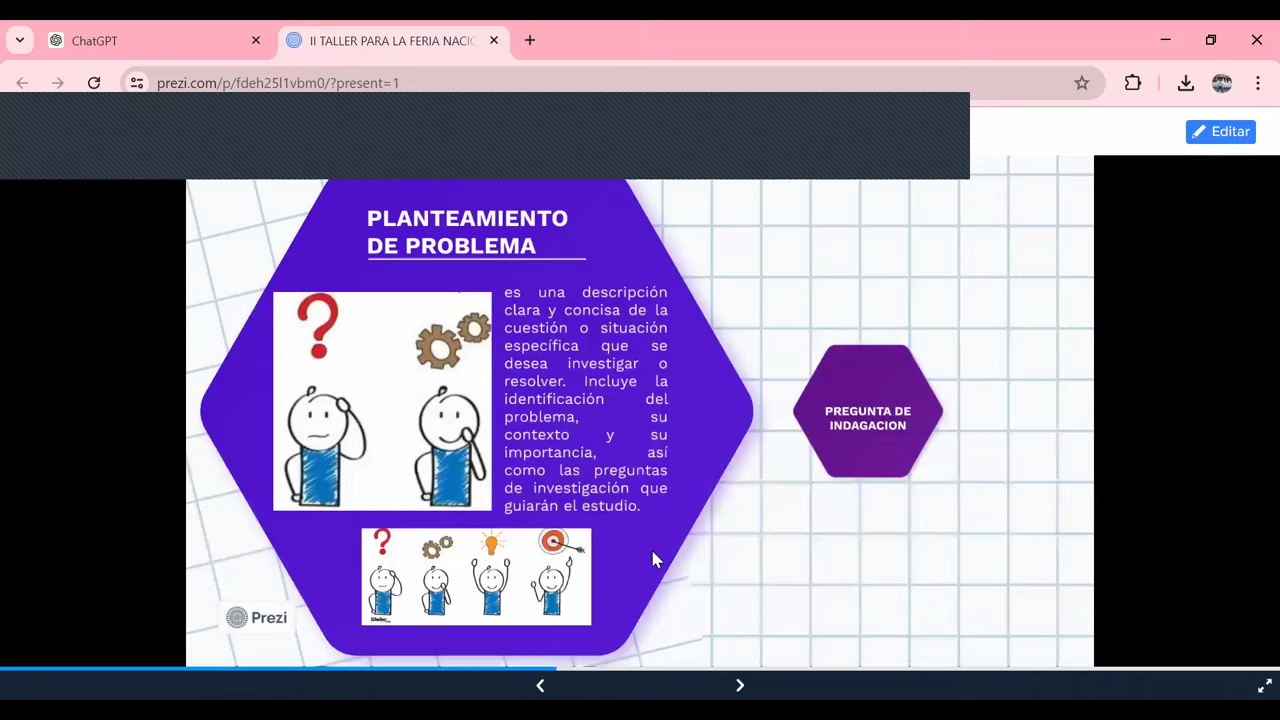 ChatGPT
II TALLER PARA LA FERIA NACIC
prezi.com/p/fdeh25l1vbm0/?present=1
Editar
PLANTEAMIENTO
DE PROBLEMA
es una descripción
clara y concisa de la
cuestión o situación
específica que se
desea investigar o
resolver. Incluye la
identificación del
problema, su
contexto y su
importancia, así
como las preguntas
de investigación que
guiarán el estudio.
PREGUNTA DE
INDAGACION
Prezi